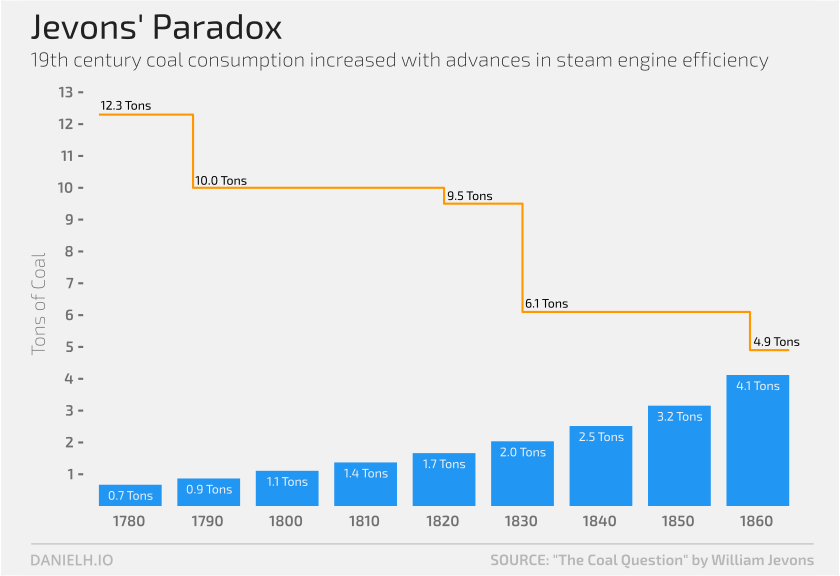 Jevons' Paradox
19th century coal consumption increased with advances in steam engine efficiency
13
12.3 Tons
12
11
10.0 Tons
10
9.5 Tons
9
8
7
6.1 Tons
6
Tons of Coal
5
4.9 Tons
4
4.1 Tons
3
3.2 Tons
2.5 Tons
2
2.0 Tons
1.7 Tons
1.4 Tons
1
1.1 Tons
0.9 Tons
0.7 Tons
1780 1790 1800 1810 1820 1830 1840 1850 1860
DANIELH.IO
SOURCE: "The Coal Question" by William Jevons